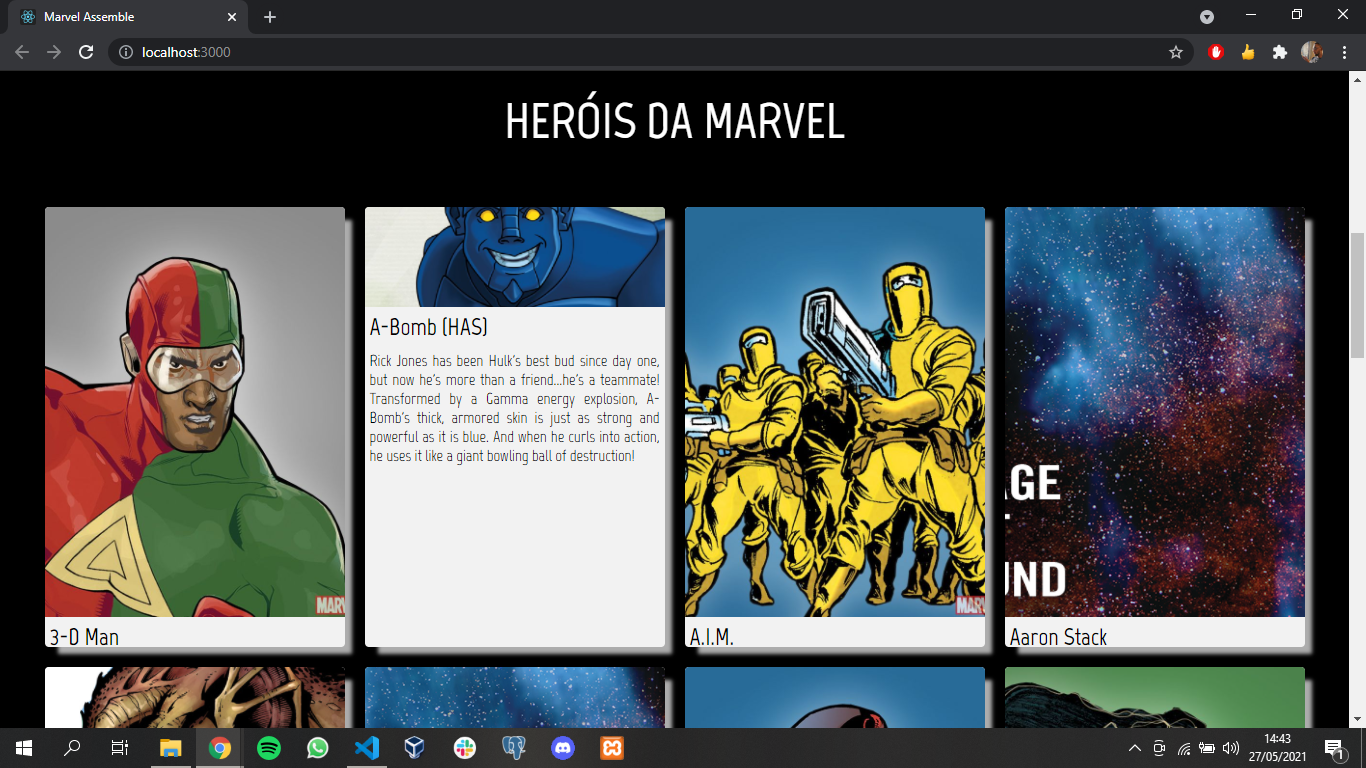 Marvel Assemble
localhost:3000
HERÓIS DA MARVEL
3-D Man
A-Bomb (HAS)
Rick Jones has been Hulk's best bud since day one,
but now he's more than a friend...he's a teammate!
Transformed by a Gamma energy explosion, A-
Bomb's thick, armored skin is just as strong and
powerful as it is blue. And when he curls into action,
he uses it like a giant bowling ball of destruction!
MARV
A.I.M.
MARV
AGE
UND
Aaron Stack
14:43
27/05/2021
1